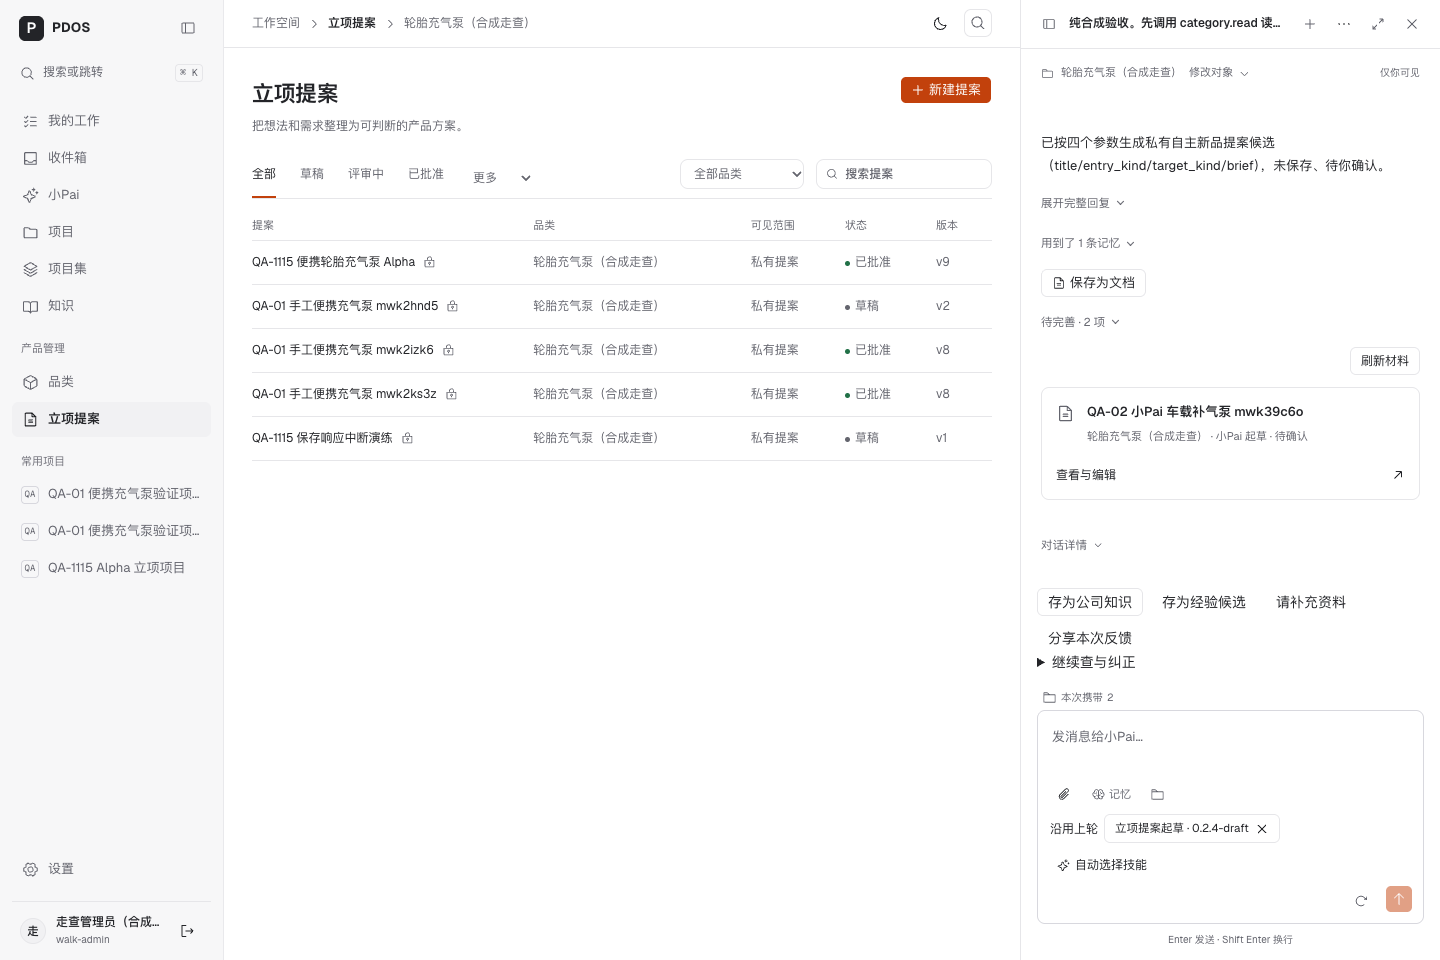 P PDOS
搜索或跳转 ⌘ K
我的工作
收件箱
小Pai
项目
项目集
知识
产品管理
品类
立项提案
常用项目
QA QA-01 便携充气泵验证项...
QA QA-01 便携充气泵验证项...
QA QA-1115 Alpha 立项项目
设置
走 走查管理员（合成...
walk-admin
工作空间 > 立项提案 > 轮胎充气泵（合成走查）
立项提案
新建提案
把想法和需求整理为可判断的产品方案。
全部 草稿 评审中 已批准 更多 全部品类 搜索提案
提案 品类 可见范围 状态 版本
QA-1115 便携轮胎充气泵 Alpha 轮胎充气泵（合成走查） 私有提案 已批准 v9
QA-01 手工便携充气泵 mwk2hnd5 轮胎充气泵（合成走查） 私有提案 草稿 v2
QA-01 手工便携充气泵 mwk2izk6 轮胎充气泵（合成走查） 私有提案 已批准 v8
QA-01 手工便携充气泵 mwk2ks3z 轮胎充气泵（合成走查） 私有提案 已批准 v8
QA-1115 保存响应中断演练 轮胎充气泵（合成走查） 私有提案 草稿 v1
纯合成验收。先调用 category.read 读...
轮胎充气泵（合成走查） 修改对象 仅你可见
已按四个参数生成私有自主新品提案候选
（title/entry_kind/target_kind/brief），未保存、待你确认。
展开完整回复
用到了 1 条记忆
保存为文档
待完善 · 2 项
刷新材料
QA-02 小Pai 车载补气泵 mwk39c6o
轮胎充气泵（合成走查） · 小Pai 起草 · 待确认
查看与编辑
对话详情
存为公司知识 存为经验候选 请补充资料
分享本次反馈
继续查与纠正
本次携带 2
发消息给小Pai...
记忆
沿用上轮 立项提案起草 · 0.2.4-draft
自动选择技能
Enter 发送 · Shift Enter 换行